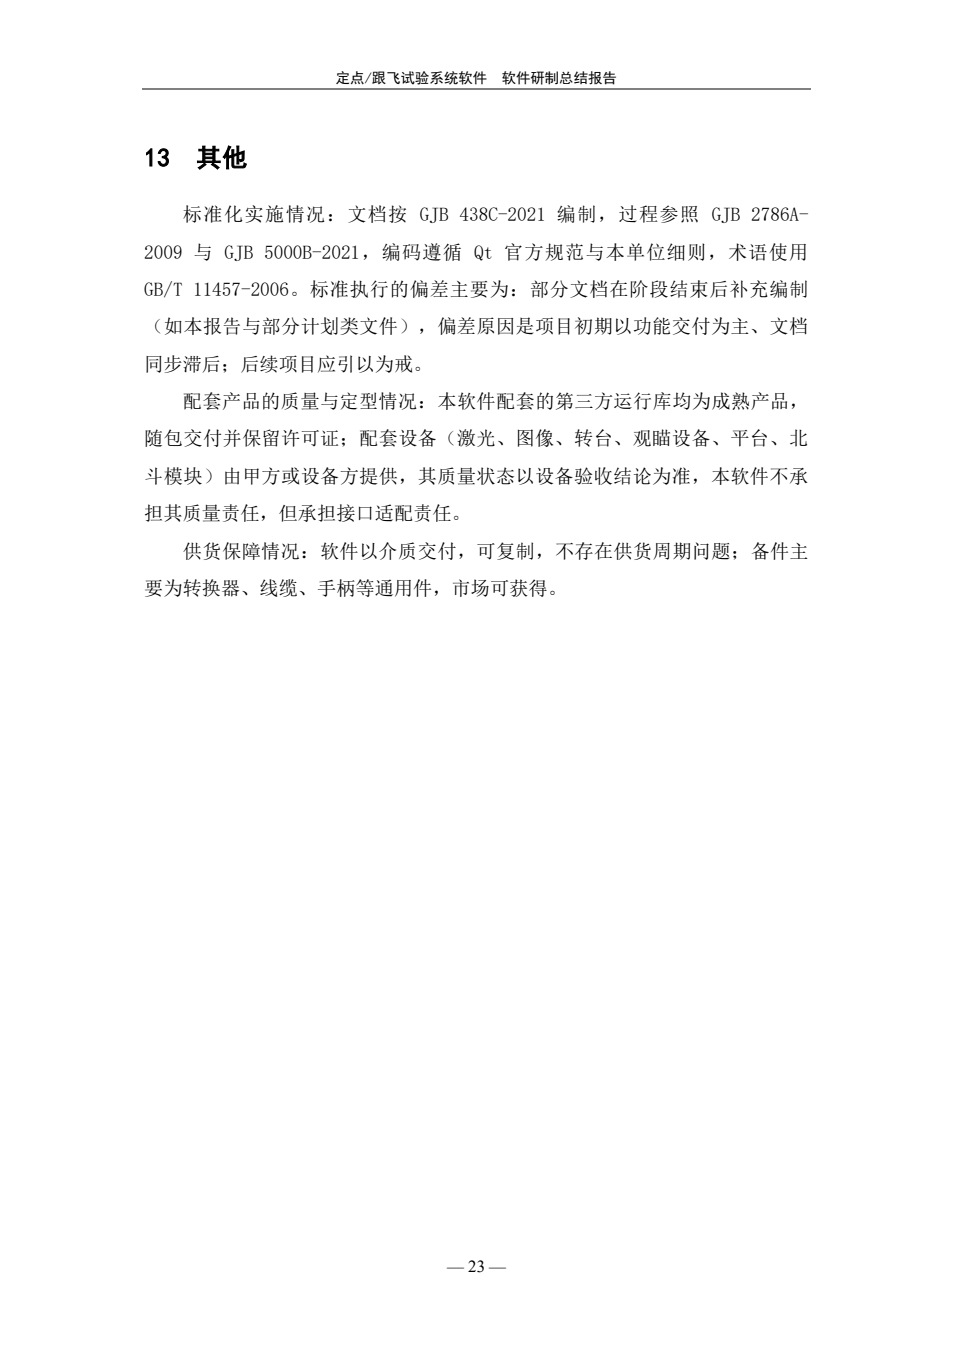 定点/跟飞试验系统软件　软件研制总结报告
13　其他
标准化实施情况：文档按 GJB 438C-2021 编制，过程参照 GJB 2786A-
2009 与 GJB 5000B-2021，编码遵循 Qt 官方规范与本单位细则，术语使用
GB/T 11457-2006。标准执行的偏差主要为：部分文档在阶段结束后补充编制
（如本报告与部分计划类文件），偏差原因是项目初期以功能交付为主、文档
同步滞后；后续项目应引以为戒。
配套产品的质量与定型情况：本软件配套的第三方运行库均为成熟产品，
随包交付并保留许可证；配套设备（激光、图像、转台、观瞄设备、平台、北
斗模块）由甲方或设备方提供，其质量状态以设备验收结论为准，本软件不承
担其质量责任，但承担接口适配责任。
供货保障情况：软件以介质交付，可复制，不存在供货周期问题；备件主
要为转换器、线缆、手柄等通用件，市场可获得。
— 23 —